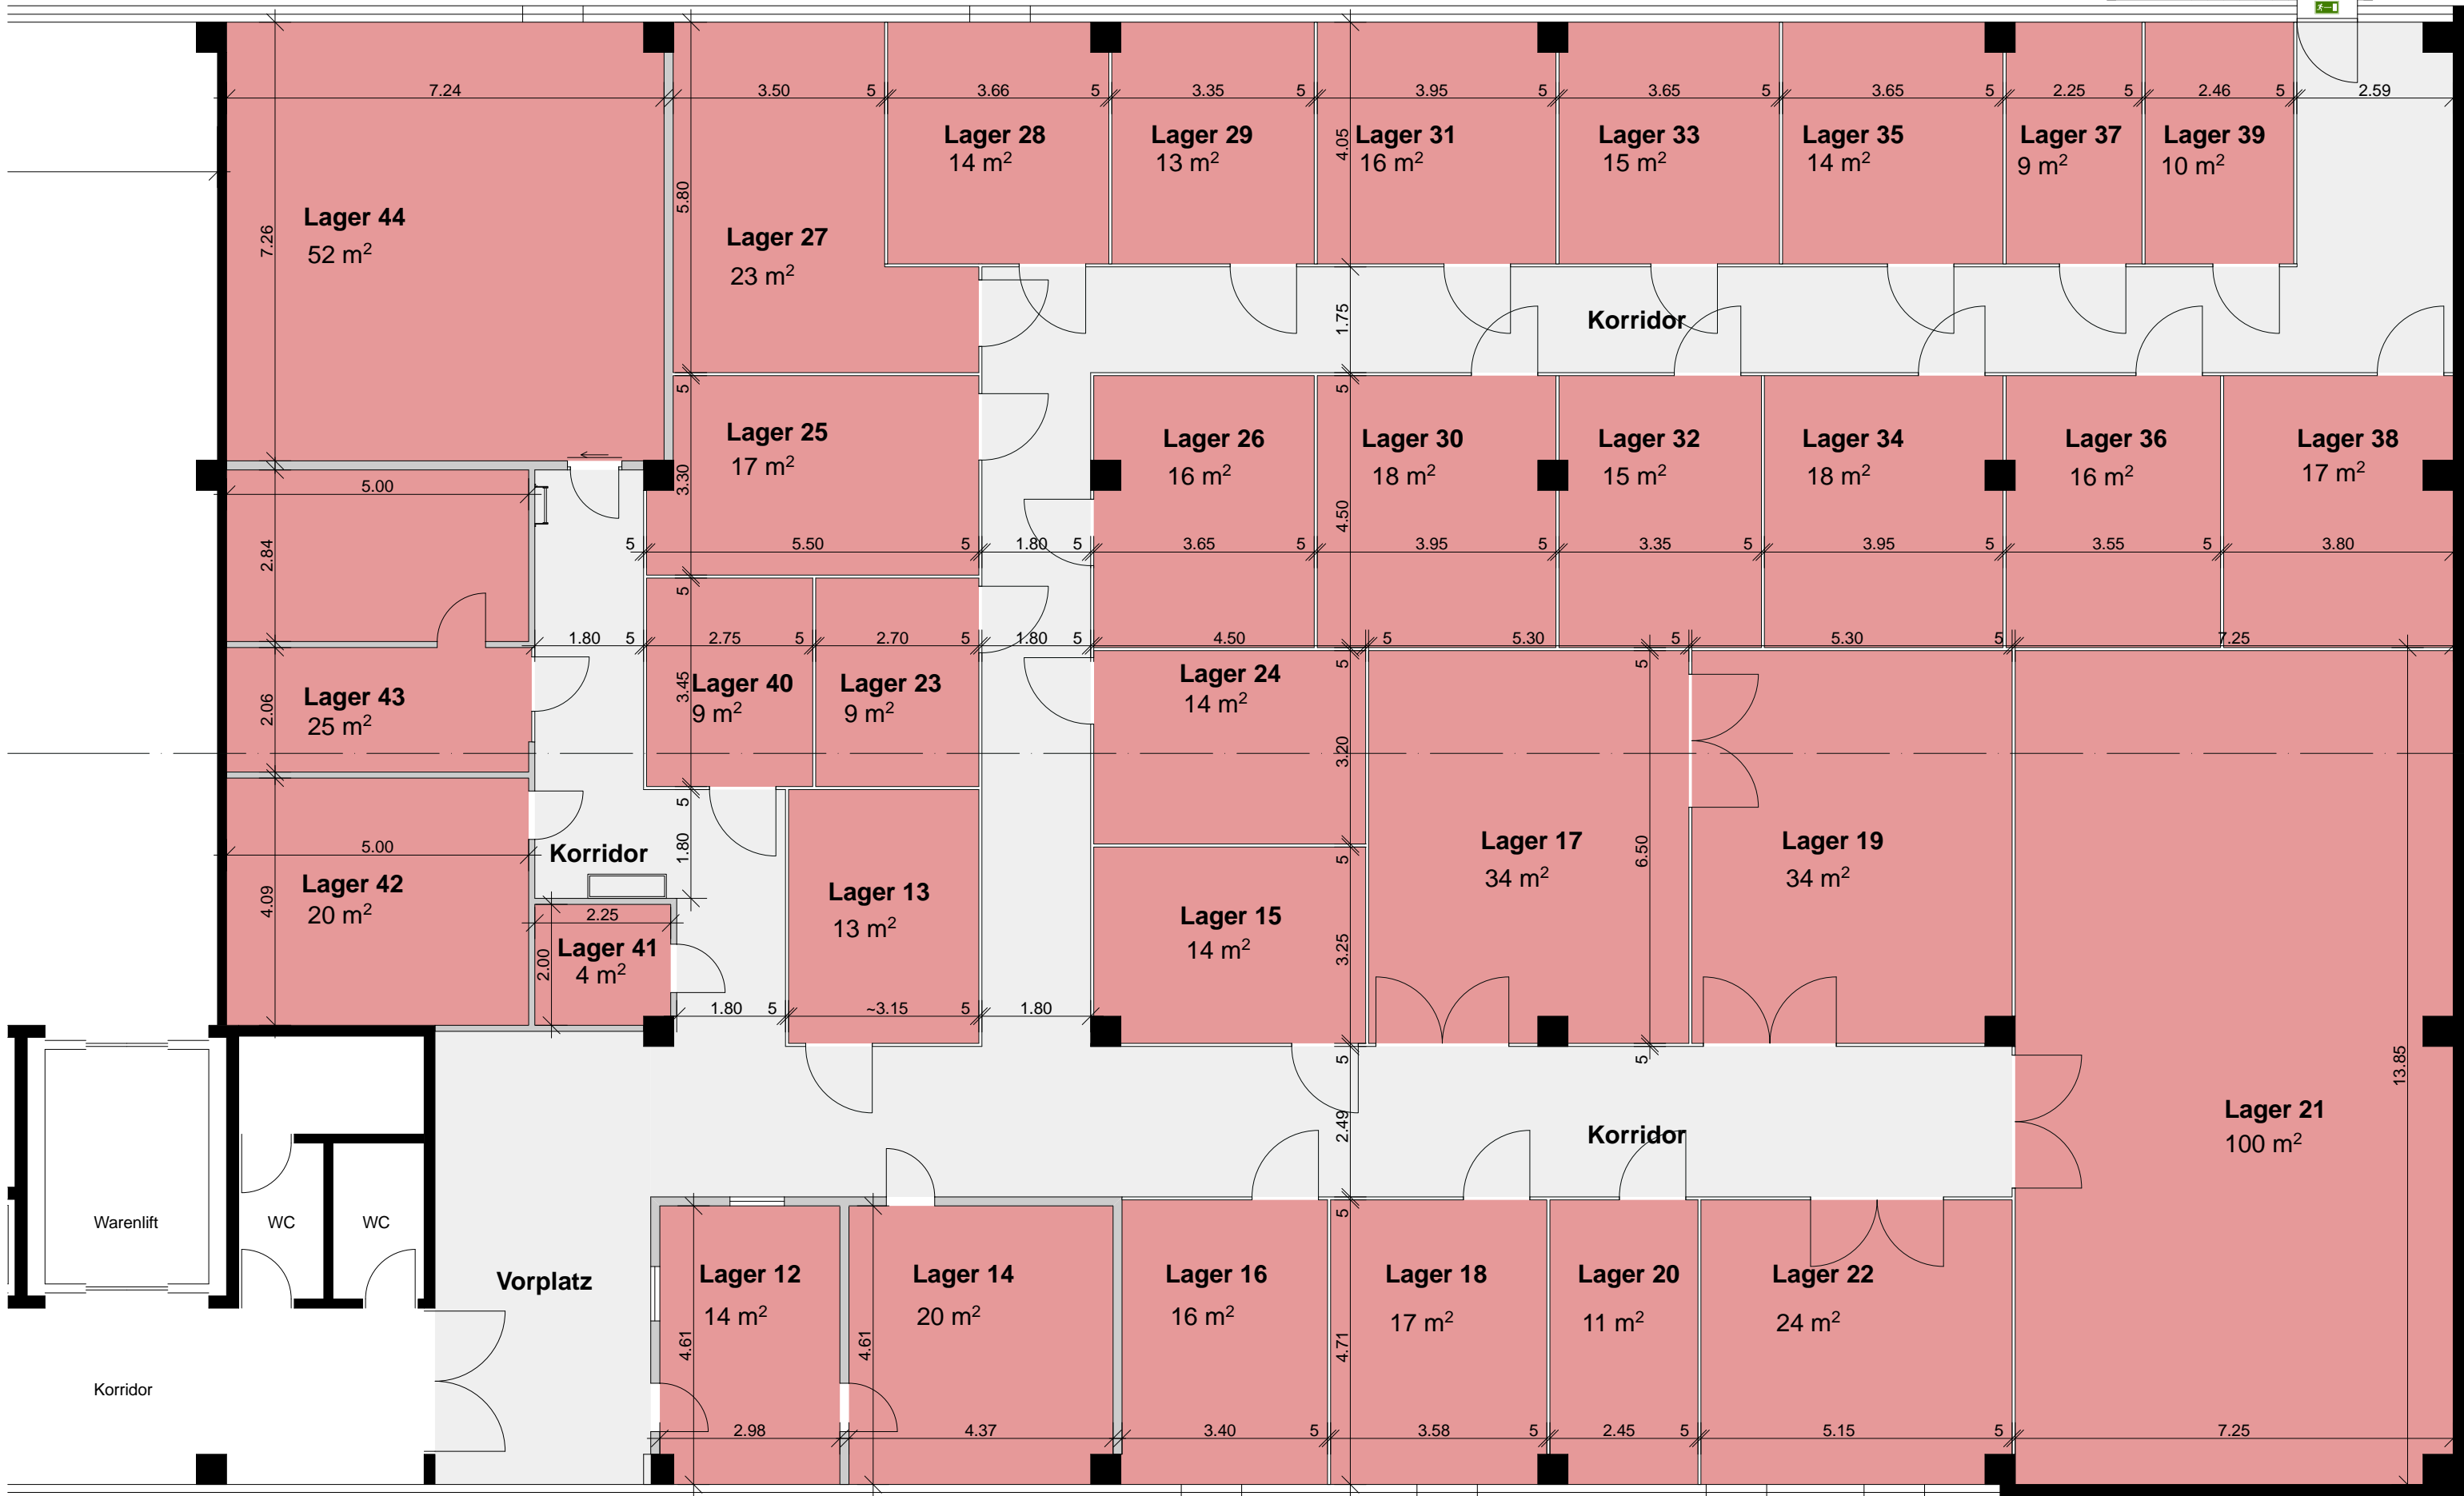 7.24
3.50
5
3.66
5
3.35
5
3.95
5
3.65
5
3.65
5
2.25
5
2.46
5
2.59
Lager 28
14 m²
Lager 29
13 m²
4.05
Lager 31
16 m²
Lager 33
15 m²
Lager 35
14 m²
Lager 37
9 m²
Lager 39
10 m²
7.26
Lager 44
52 m²
5.80
Lager 27
23 m²
1.75
Korridor
5
5
Lager 25
17 m²
3.30
Lager 26
16 m²
Lager 30
18 m²
Lager 32
15 m²
Lager 34
18 m²
Lager 36
16 m²
Lager 38
17 m²
5.00
4.50
2.84
5
5.50
5
1.80
5
3.65
5
3.95
5
3.35
5
3.95
5
3.55
5
3.80
5
1.80
5
2.75
5
2.70
5
1.80
5
4.50
5
5.30
5
5.30
5
7.25
5
5
2.06
Lager 43
25 m²
3.45
Lager 40
9 m²
Lager 23
9 m²
Lager 24
14 m²
3.20
5
1.80
5.00
Korridor
4.09
Lager 42
20 m²
Lager 13
13 m²
5
Lager 15
14 m²
3.25
Lager 17
34 m²
6.50
Lager 19
34 m²
2.25
2.00
Lager 41
4 m²
1.80
5
~3.15
5
1.80
5
5
13.85
2.49
Korridor
Lager 21
100 m²
Warenlift
WC
WC
5
Vorplatz
Lager 12
14 m²
Lager 14
20 m²
Lager 16
16 m²
Lager 18
17 m²
Lager 20
11 m²
Lager 22
24 m²
4.61
4.61
4.71
Korridor
2.98
4.37
3.40
5
3.58
5
2.45
5
5.15
5
7.25